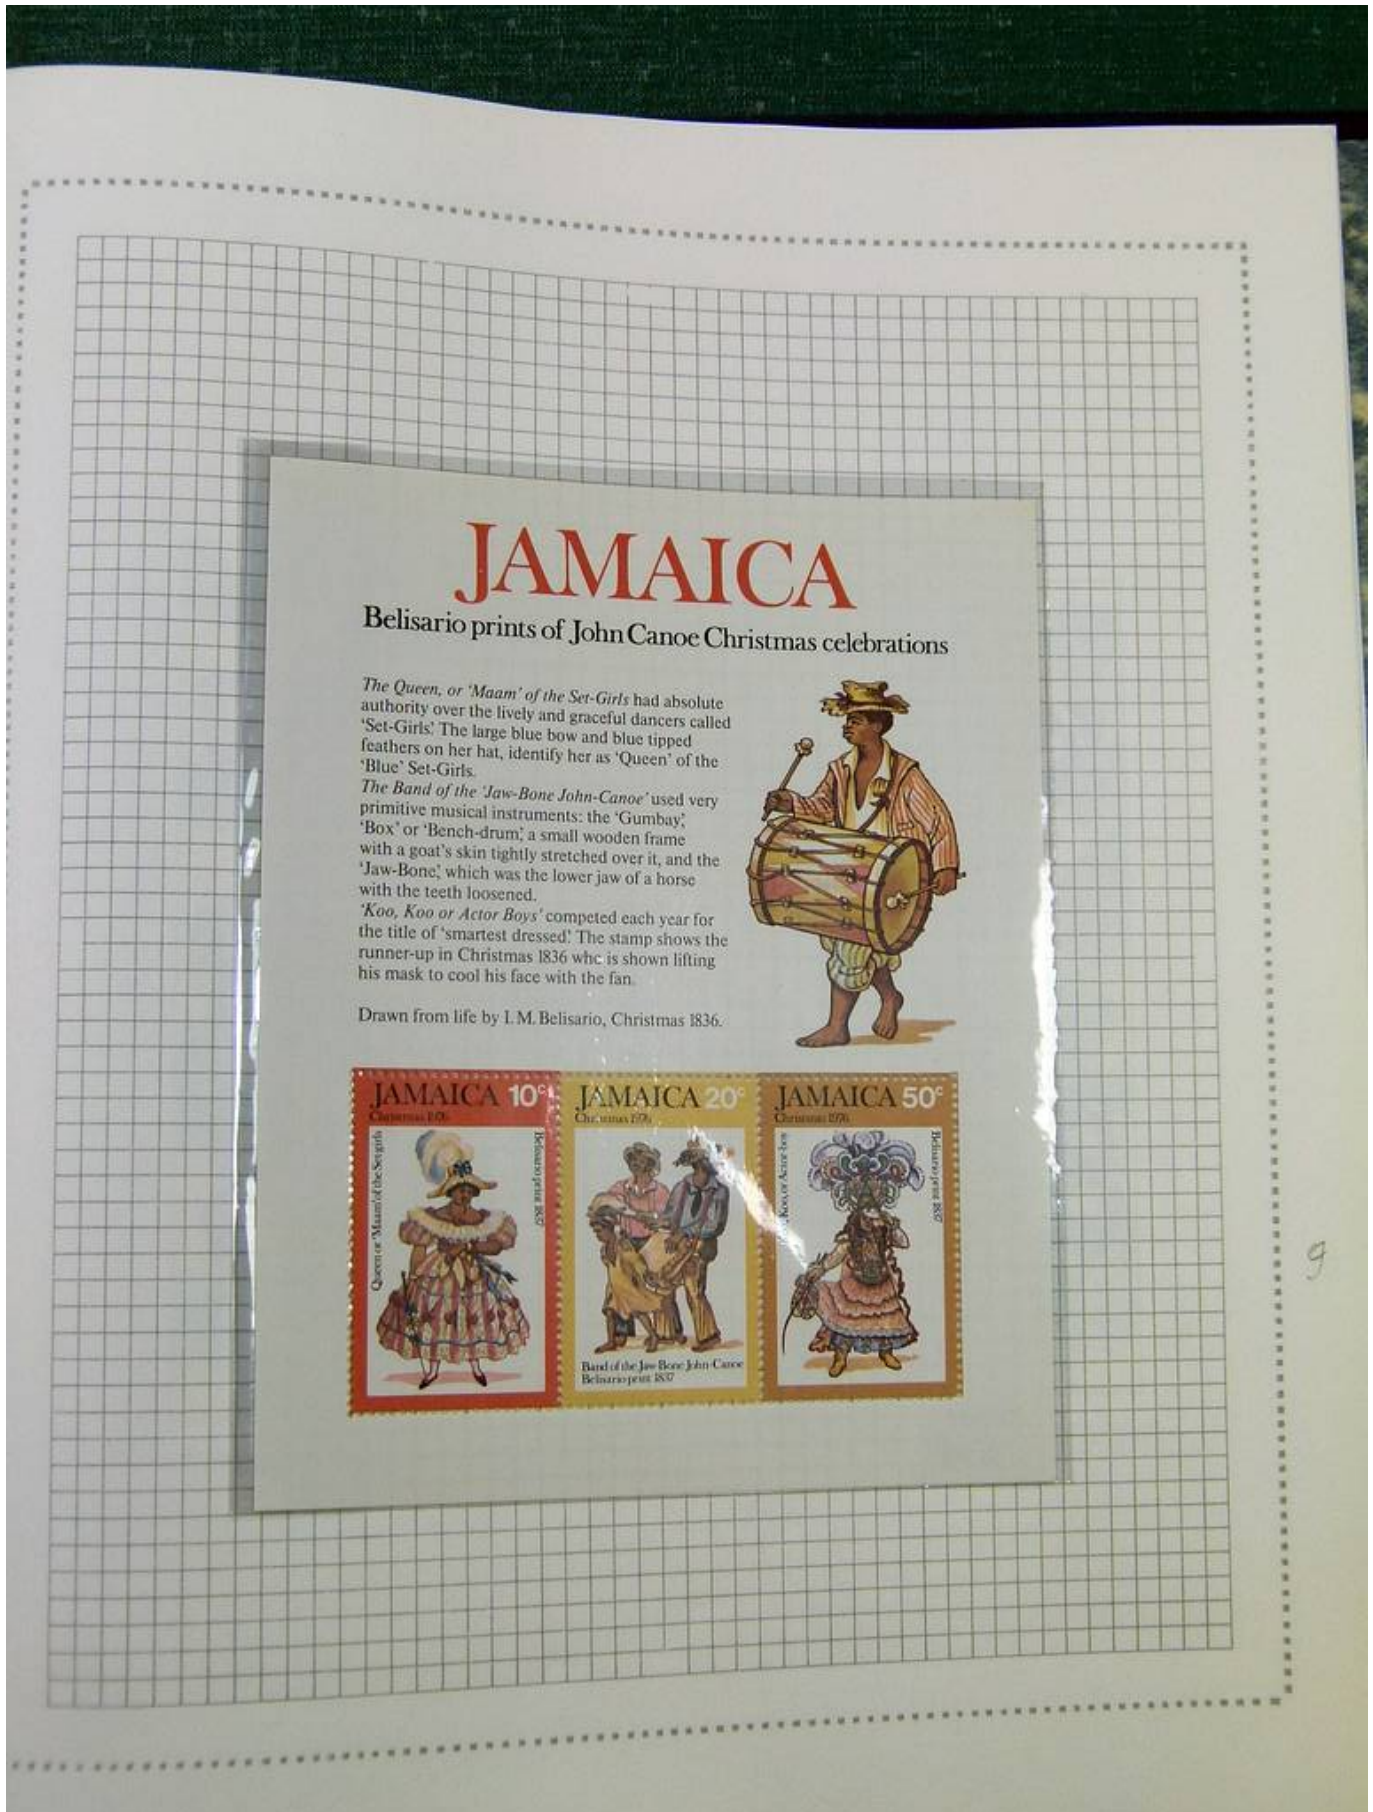 JAMAICA
Belisario prints of John Canoe Christmas celebrations
The Queen, or ‘Maam’ of the Set-Girls had absolute
authority over the lively and graceful dancers called
‘Set-Girls’. The large blue bow and blue tipped
feathers on her hat, identify her as ‘Queen’ of the
‘Blue’ Set-Girls.
The Band of the ‘Jaw-Bone John-Canoe’ used very
primitive musical instruments: the ‘Gumbay’,
‘Box’ or ‘Bench-drum’, a small wooden frame
with a goat’s skin tightly stretched over it, and the
‘Jaw-Bone’, which was the lower jaw of a horse
with the teeth loosened.
‘Koo, Koo or Actor Boys’ competed each year for
the title of ‘smartest dressed’. The stamp shows the
runner-up in Christmas 1836 who is shown lifting
his mask to cool his face with the fan.
Drawn from life by I. M. Belisario, Christmas 1836.
JAMAICA 10c
Christmas 1976
Queen or ‘Maam’ of the Set-girls
Belisario print 1837
JAMAICA 20c
Christmas 1976
Band of the Jaw-Bone John-Canoe
Belisario print 1837
JAMAICA 50c
Christmas 1976
Koo, or Actor-boy
Belisario print 1837
9